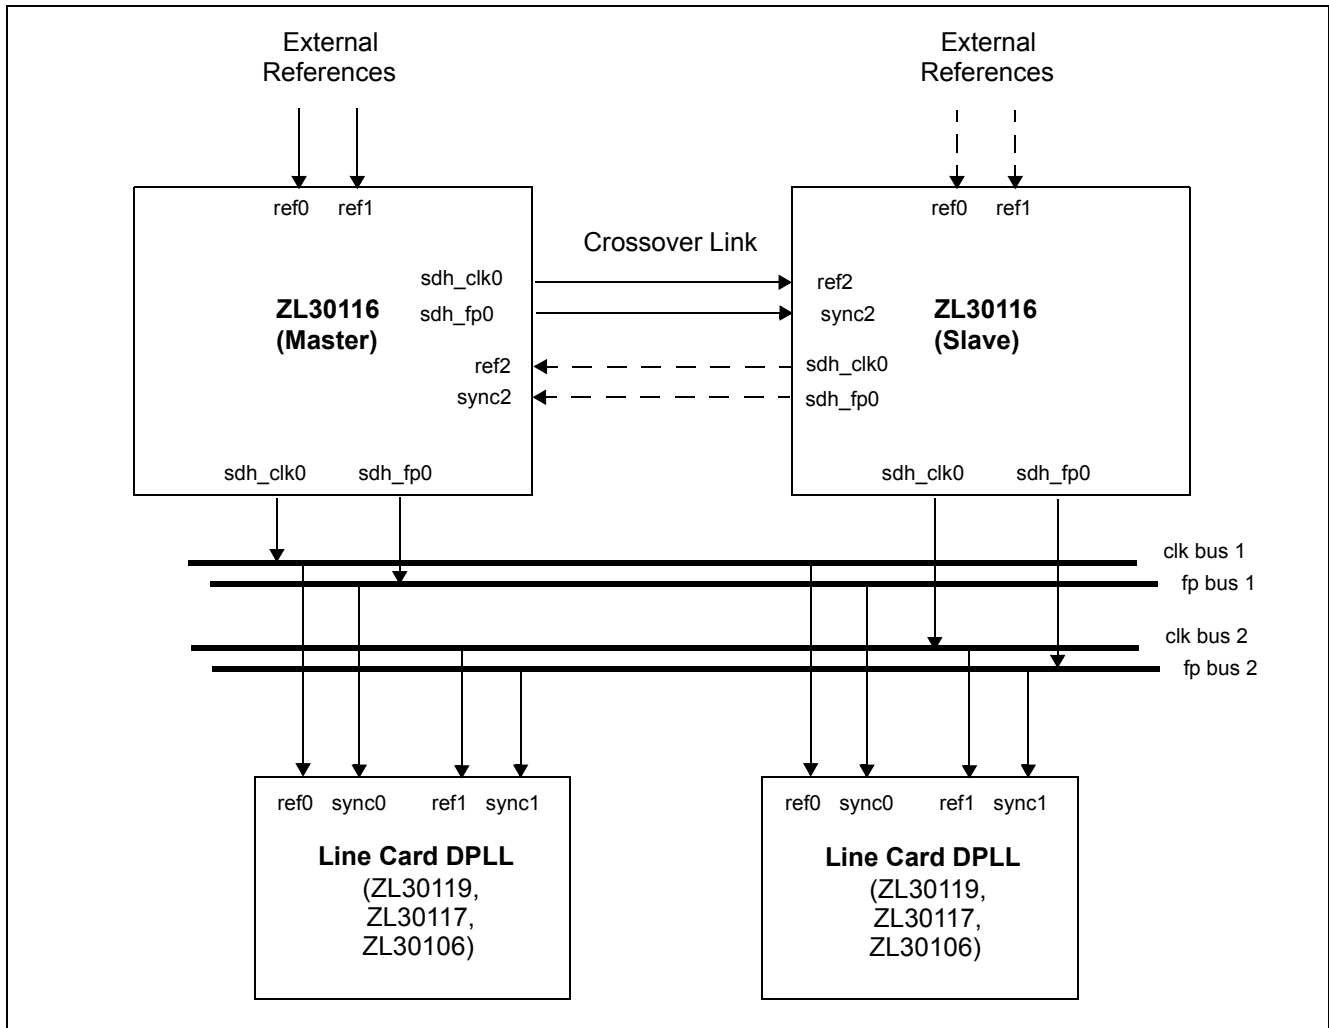 External
References
External
References
ref0 ref1
ref0 ref1
Crossover Link
sdh_clk0
sdh_fp0
ZL30116
(Master)
ref2
sync2
ref2
sync2
ZL30116
(Slave)
sdh_clk0
sdh_fp0
sdh_clk0 sdh_fp0
sdh_clk0 sdh_fp0
clk bus 1
fp bus 1
clk bus 2
fp bus 2
ref0 sync0 ref1 sync1
Line Card DPLL
(ZL30119,
ZL30117,
ZL30106)
ref0 sync0 ref1 sync1
Line Card DPLL
(ZL30119,
ZL30117,
ZL30106)